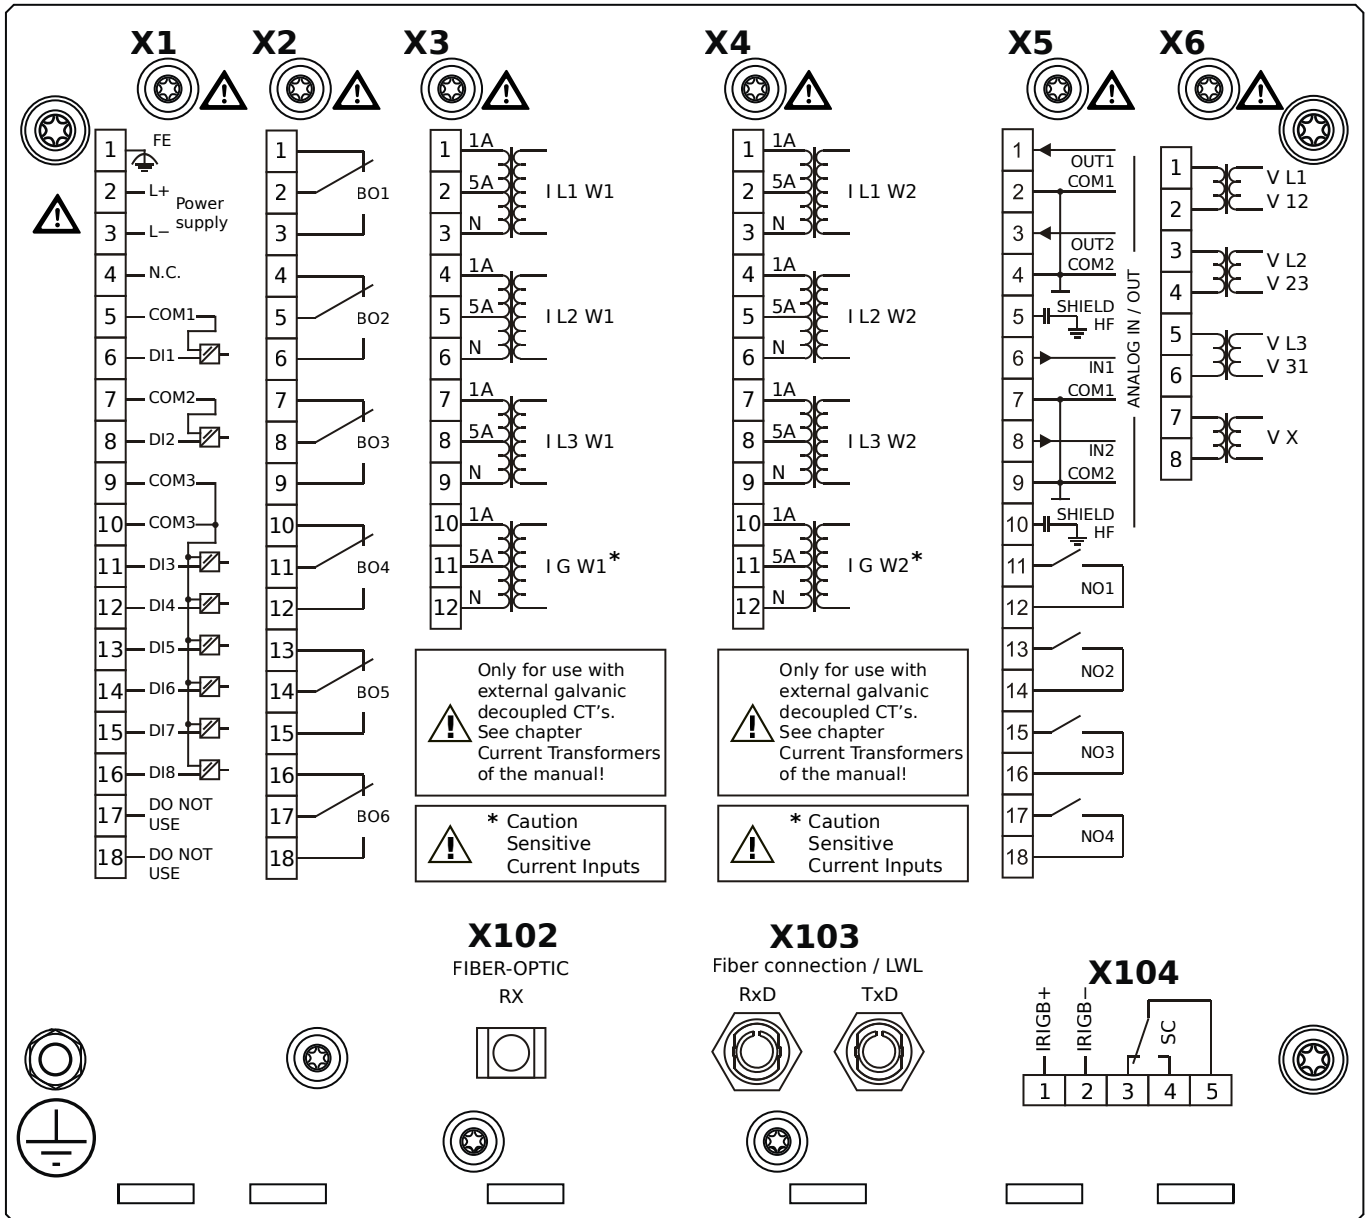 X1
1 FE
2 L+
Power
supply
3 L−
4 N.C.
5 COM1
6 DI1
7 COM2
8 DI2
9 COM3
10 COM3
11 DI3
12 DI4
13 DI5
14 DI6
15 DI7
16 DI8
17 DO NOT
USE
18 DO NOT
USE
X2
1
2 BO1
3
4
5 BO2
6
7
8 BO3
9
10
11 BO4
12
13
14 BO5
15
16
17 BO6
18
X3
1 1A
2 5A I L1 W1
3 N
4 1A
5 5A I L2 W1
6 N
7 1A
8 5A I L3 W1
9 N
10 1A
11 5A I G W1*
12 N
Only for use with
external galvanic
decoupled CT's.
See chapter
Current Transformers
of the manual!
* Caution
Sensitive
Current Inputs
X4
1 1A
2 5A I L1 W2
3 N
4 1A
5 5A I L2 W2
6 N
7 1A
8 5A I L3 W2
9 N
10 1A
11 5A I G W2*
12 N
Only for use with
external galvanic
decoupled CT's.
See chapter
Current Transformers
of the manual!
* Caution
Sensitive
Current Inputs
X5
1 OUT1
2 COM1
3 OUT2
4 COM2
5 SHIELD
HF
6 IN1
7 COM1
8 IN2
9 COM2
10 SHIELD
HF
ANALOG IN / OUT
11
NO1
12
13
NO2
14
15
NO3
16
17
NO4
18
X6
1 V L1
2 V 12
3 V L2
4 V 23
5 V L3
6 V 31
7
V X
8
X102
FIBER-OPTIC
RX
X103
Fiber connection / LWL
RxD TxD
X104
IRIGB+ IRIGB− SC
1 2 3 4 5